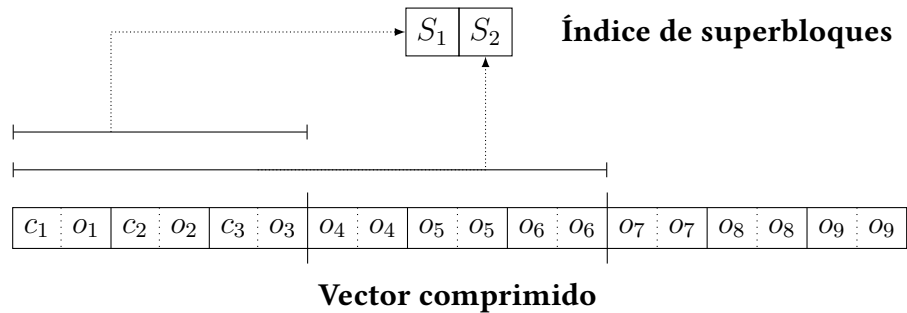 S₁ S₂ Índice de superbloques
c₁ o₁ c₂ o₂ c₃ o₃ o₄ o₄ o₅ o₅ o₆ o₆ o₇ o₇ o₈ o₈ o₉ o₉
Vector comprimido